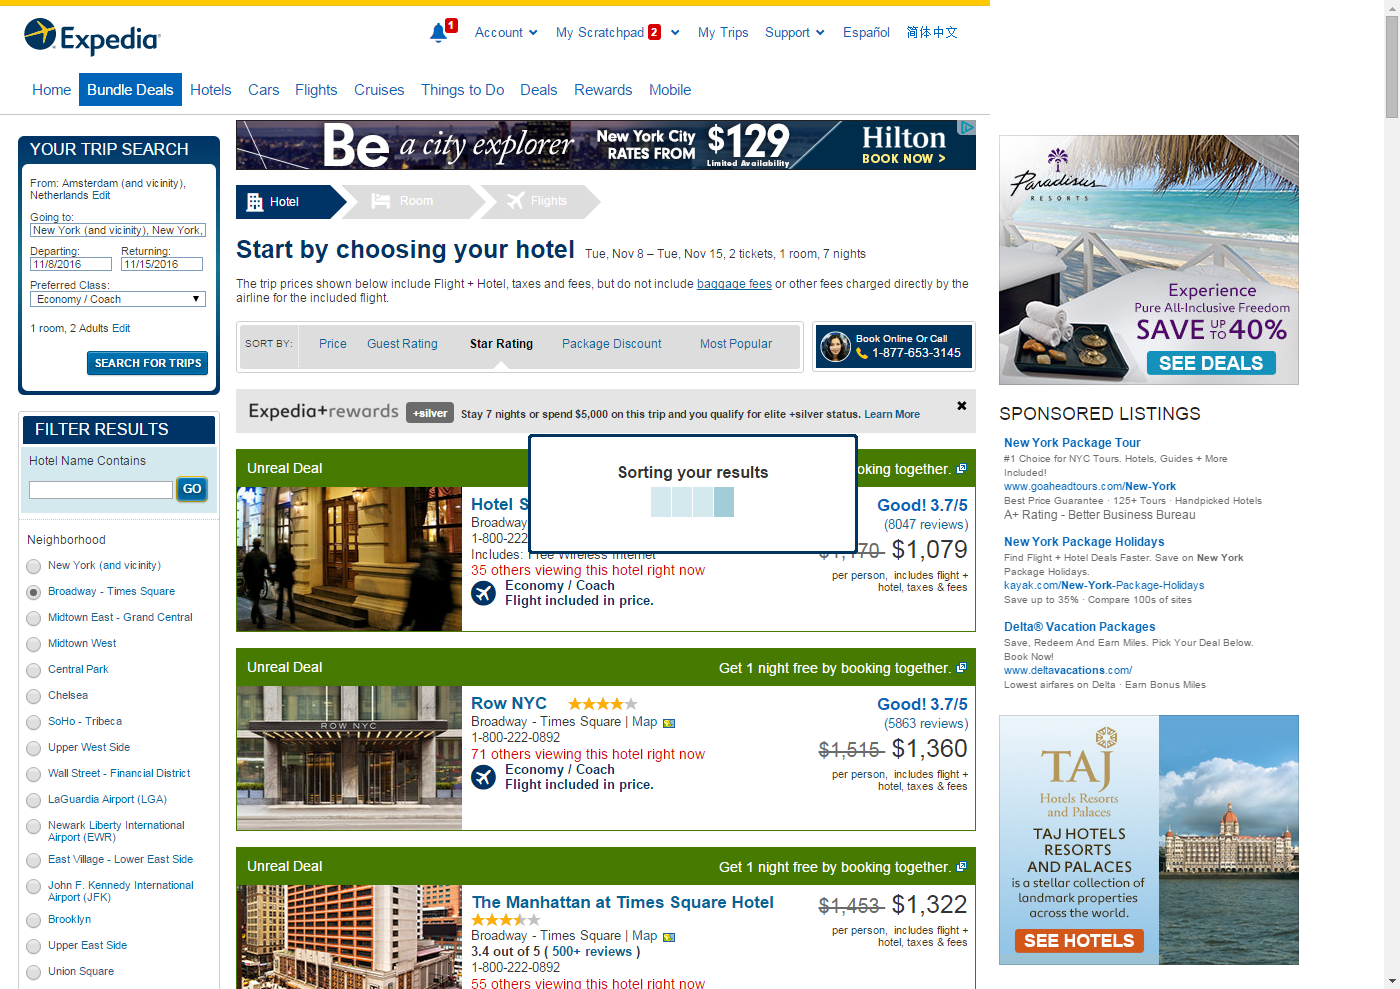 Expedia
1
Account
My Scratchpad 2
My Trips
Support
Español
简体中文
Home
Bundle Deals
Hotels
Cars
Flights
Cruises
Things to Do
Deals
Rewards
Mobile
YOUR TRIP SEARCH
From: Amsterdam (and vicinity),
Netherlands Edit
Going to:
New York (and vicinity), New York,
Departing:
Returning:
11/8/2016
11/15/2016
Preferred Class:
Economy / Coach
1 room, 2 Adults Edit
SEARCH FOR TRIPS
FILTER RESULTS
Hotel Name Contains
GO
Neighborhood
New York (and vicinity)
Broadway - Times Square
Midtown East - Grand Central
Midtown West
Central Park
Chelsea
SoHo - Tribeca
Upper West Side
Wall Street - Financial District
LaGuardia Airport (LGA)
Newark Liberty International
Airport (EWR)
East Village - Lower East Side
John F. Kennedy International
Airport (JFK)
Brooklyn
Upper East Side
Union Square
Be a city explorer
New York City
RATES FROM
$129
Limited Availability
Hilton
BOOK NOW >
Hotel
Room
Flights
Start by choosing your hotel
Tue, Nov 8 – Tue, Nov 15, 2 tickets, 1 room, 7 nights
The trip prices shown below include Flight + Hotel, taxes and fees, but do not include baggage fees or other fees charged directly by the
airline for the included flight.
SORT BY:
Price
Guest Rating
Star Rating
Package Discount
Most Popular
Book Online Or Call
1-877-653-3145
Expedia+rewards
+silver
Stay 7 nights or spend $5,000 on this trip and you qualify for elite +silver status. Learn More
Sorting your results
Unreal Deal
ooking together.
Hotel S
Broadway
1-800-222
Includes: Free Wireless Internet
35 others viewing this hotel right now
Economy / Coach
Flight included in price.
Good! 3.7/5
(8047 reviews)
$1,170 $1,079
per person, includes flight +
hotel, taxes & fees
Unreal Deal
Get 1 night free by booking together.
ROW NYC
Row NYC
Broadway - Times Square | Map
1-800-222-0892
71 others viewing this hotel right now
Economy / Coach
Flight included in price.
Good! 3.7/5
(5863 reviews)
$1,515 $1,360
per person, includes flight +
hotel, taxes & fees
Unreal Deal
Get 1 night free by booking together.
The Manhattan at Times Square Hotel
Broadway - Times Square | Map
3.4 out of 5 ( 500+ reviews )
1-800-222-0892
55 others viewing this hotel right now
$1,453 $1,322
per person, includes flight +
hotel, taxes & fees
Paradisus
RESORTS
Experience
Pure All-Inclusive Freedom
SAVE UP TO 40%
SEE DEALS
SPONSORED LISTINGS
New York Package Tour
#1 Choice for NYC Tours. Hotels, Guides + More
Included!
www.goaheadtours.com/New-York
Best Price Guarantee · 125+ Tours · Handpicked Hotels
A+ Rating - Better Business Bureau
New York Package Holidays
Find Flight + Hotel Deals Faster. Save on New York
Package Holidays.
kayak.com/New-York-Package-Holidays
Save up to 35% · Compare 100s of sites
Delta® Vacation Packages
Save, Redeem And Earn Miles. Pick Your Deal Below.
Book Now!
www.deltavacations.com/
Lowest airfares on Delta · Earn Bonus Miles
TAJ
Hotels Resorts
and Palaces
TAJ HOTELS
RESORTS
AND PALACES
is a stellar collection of
landmark properties
across the world.
SEE HOTELS